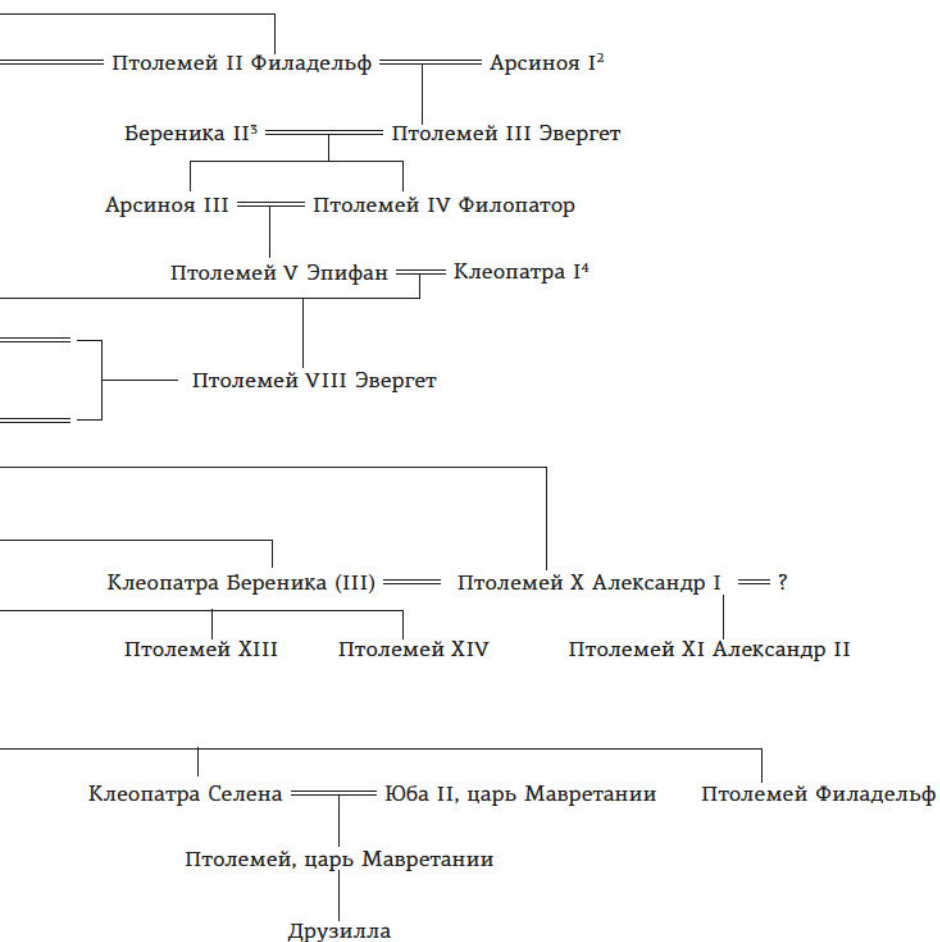 Птолемей II Филадельф Арсиноя I²
Береника II³ Птолемей III Эвергет
Арсиноя III Птолемей IV Филопатор
Птолемей V Эпифан Клеопатра I⁴
Птолемей VIII Эвергет
Клеопатра Береника (III) Птолемей X Александр I ?
Птолемей XIII Птолемей XIV Птолемей XI Александр II
Клеопатра Селена Юба II, царь Мавретании Птолемей Филадельф
Птолемей, царь Мавретании
Друзилла